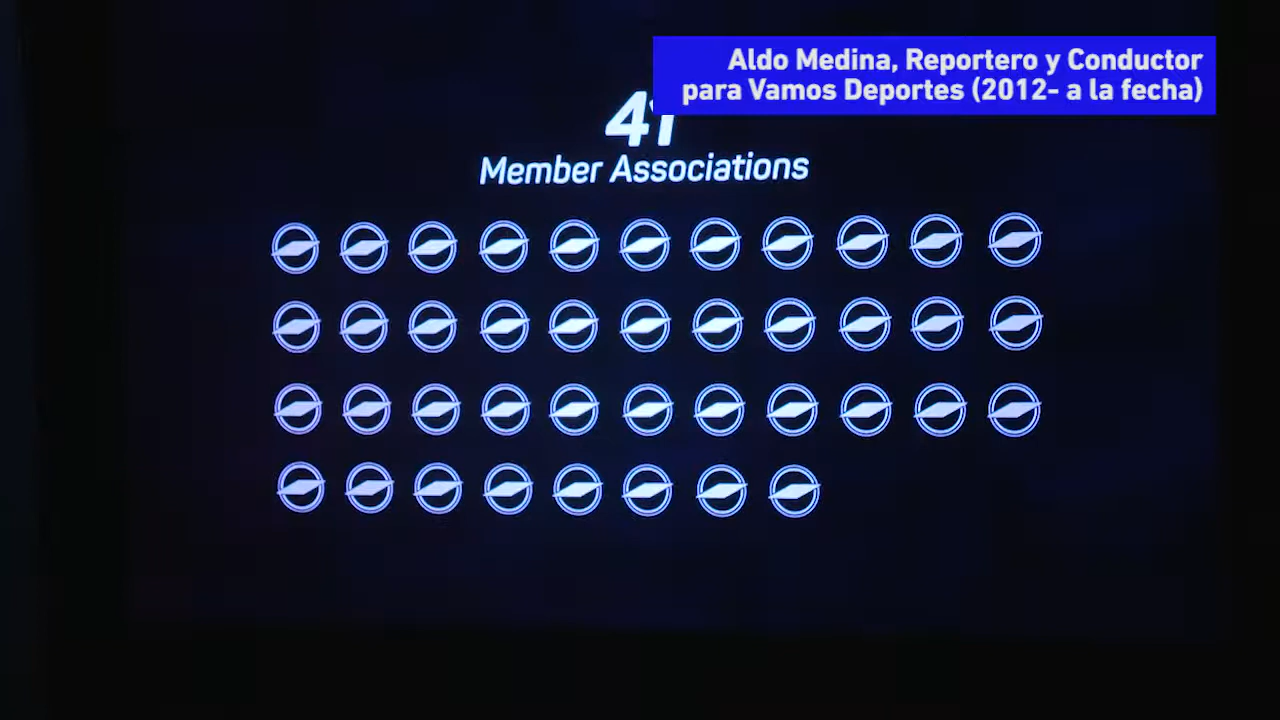 Aldo Medina, Reportero y Conductor
para Vamos Deportes (2012- a la fecha)
41
Member Associations